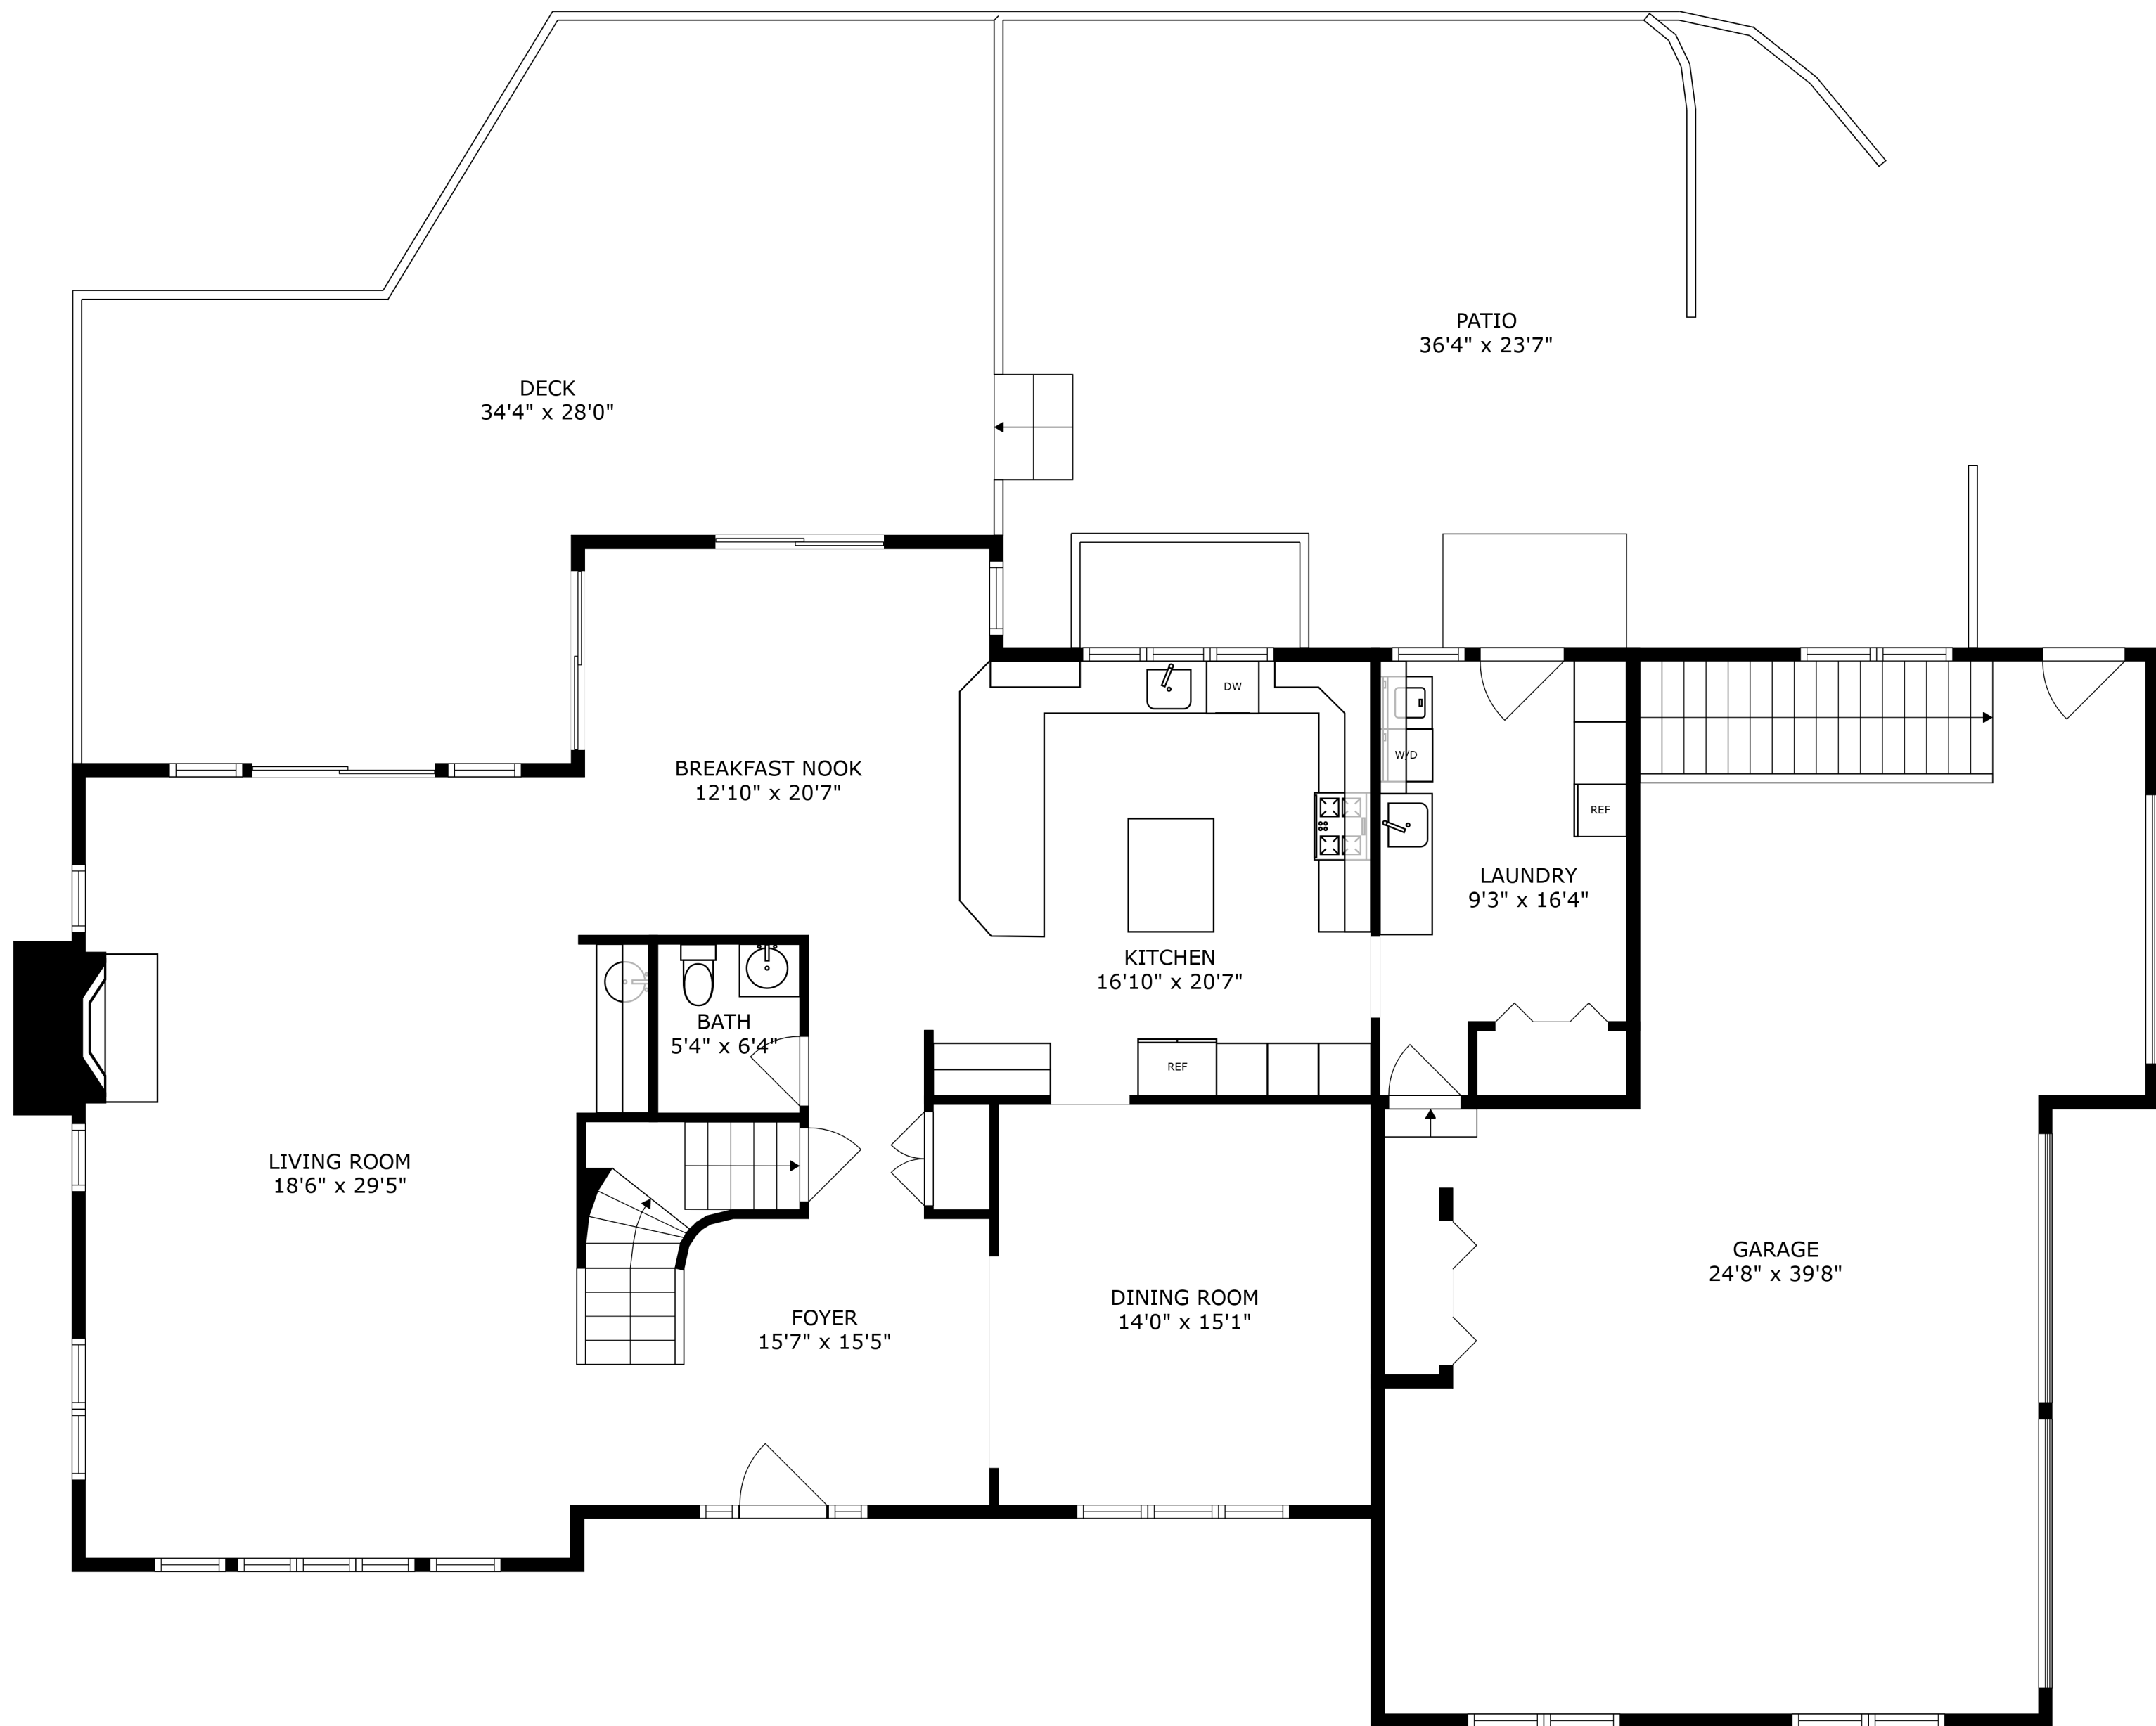 PATIO
36'4" x 23'7"
DECK
34'4" x 28'0"
DW
BREAKFAST NOOK
12'10" x 20'7"
W/D
REF
LAUNDRY
9'3" x 16'4"
KITCHEN
16'10" x 20'7"
BATH
5'4" x 6'4"
REF
LIVING ROOM
18'6" x 29'5"
GARAGE
24'8" x 39'8"
DINING ROOM
14'0" x 15'1"
FOYER
15'7" x 15'5"